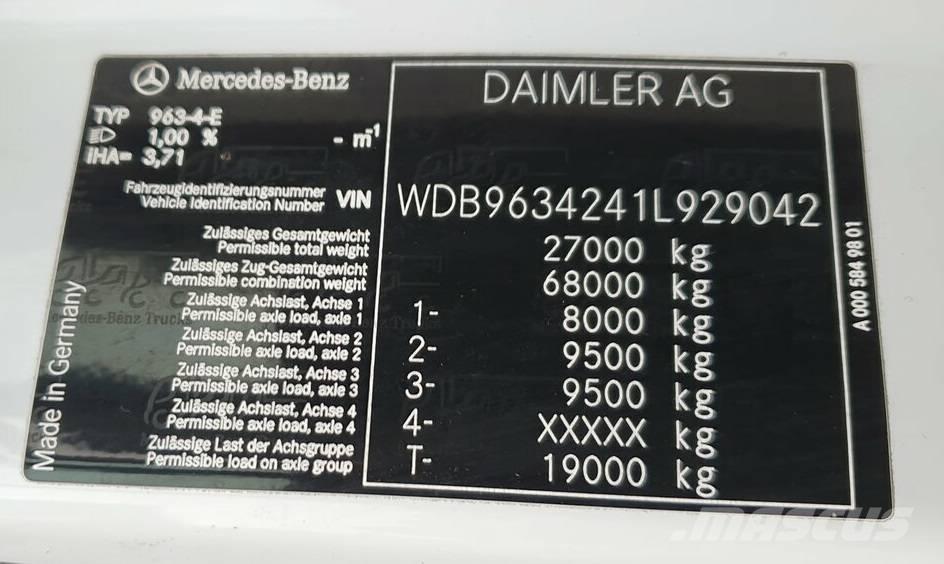 Mercedes-Benz
DAIMLER AG
TYP 963-4-E
1,00 % - m-1
IHA= 3,71
Fahrzeugidentifizierungsnummer
Vehicle Identification Number VIN WDB9634241L929042
Zulässiges Gesamtgewicht
Permissible total weight 27000 kg
Zulässiges Zug-Gesamtgewicht
Permissible combination weight 68000 kg
Zulässige Achslast, Achse 1
Permissible axle load, axle 1 1- 8000 kg
Zulässige Achslast, Achse 2
Permissible axle load, axle 2 2- 9500 kg
Zulässige Achslast, Achse 3
Permissible axle load, axle 3 3- 9500 kg
Zulässige Achslast, Achse 4
Permissible axle load, axle 4 4- XXXXX kg
Zulässige Last der Achsgruppe
Permissible load on axle group T- 19000 kg
Made in Germany
A 000 584 98 01
MASCUS